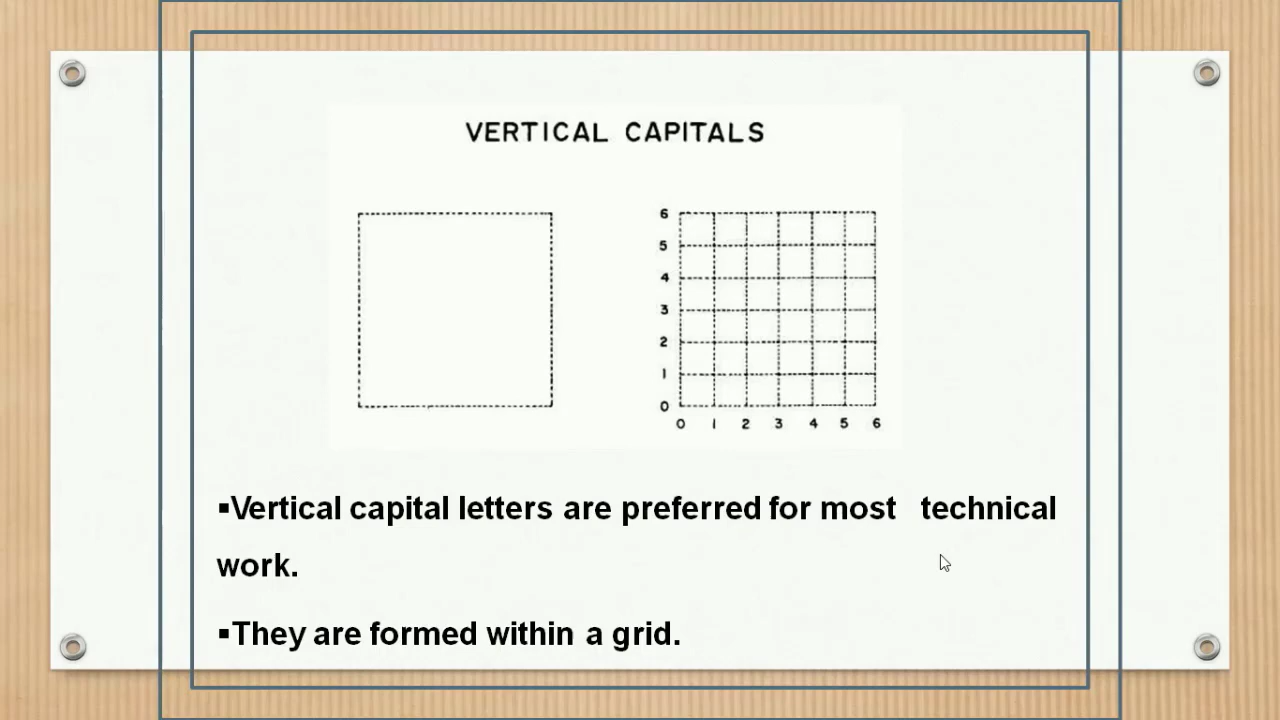 VERTICAL CAPITALS
6
5
4
3
2
1
0
0 1 2 3 4 5 6
▪Vertical capital letters are preferred for most technical
work.
▪They are formed within a grid.